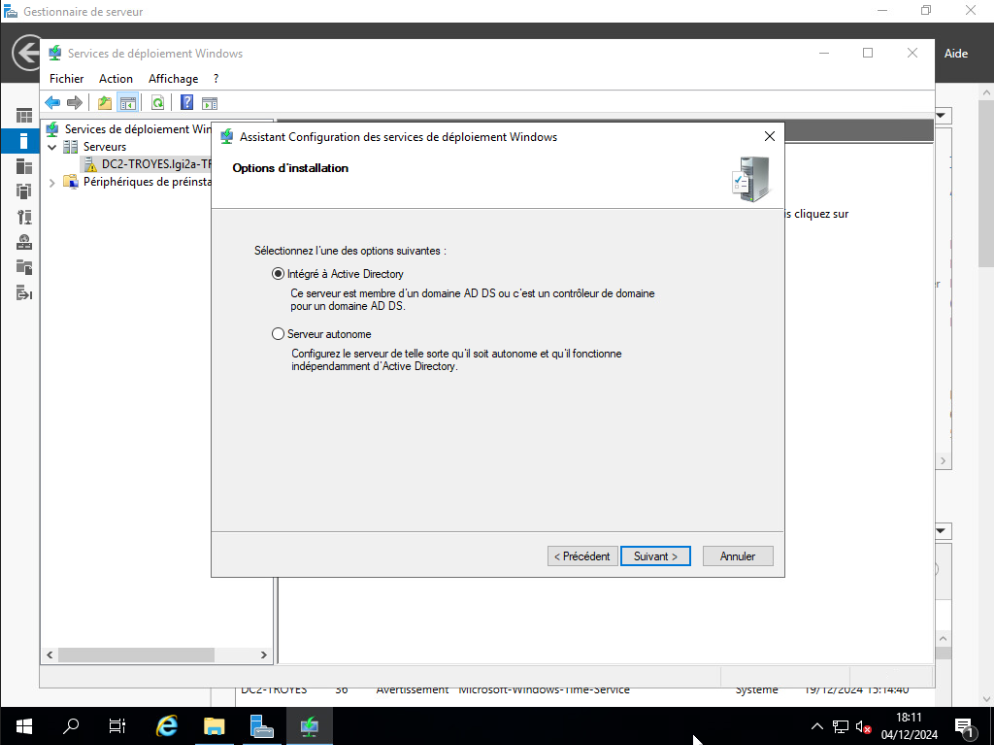 Gestionnaire de serveur
Aide
Services de déploiement Windows
Fichier Action Affichage ?
Services de déploiement Win
Serveurs
DC2-TROYES.lgi2a-TR
Périphériques de préinsta
is cliquez sur
Assistant Configuration des services de déploiement Windows
Options d'installation
Sélectionnez l'une des options suivantes :
Intégré à Active Directory
Ce serveur est membre d'un domaine AD DS ou c'est un contrôleur de domaine
pour un domaine AD DS.
Serveur autonome
Configurez le serveur de telle sorte qu'il soit autonome et qu'il fonctionne
indépendamment d'Active Directory.
< Précédent Suivant > Annuler
DC2-TROYES 36 Avertissement Microsoft-Windows-Time-Service Système 19/12/2024 15:14:40
18:11
04/12/2024
1